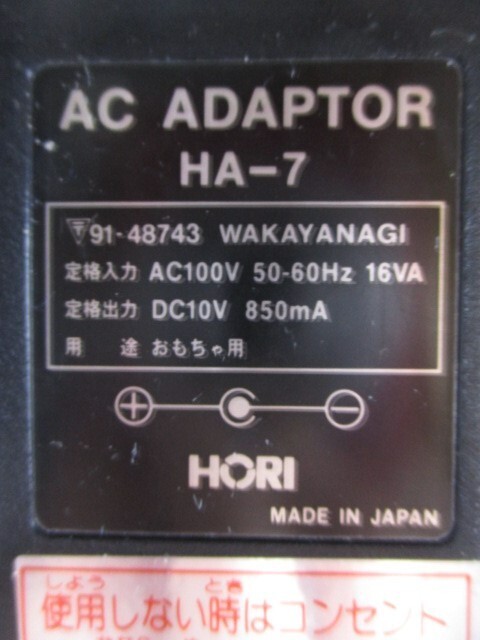 AC ADAPTOR
HA-7
〒91-48743 WAKAYANAGI
定格入力 AC100V 50-60Hz 16VA
定格出力 DC10V 850mA
用途 おもちゃ用
HORI
MADE IN JAPAN
しよう とき
使用しない時はコンセント